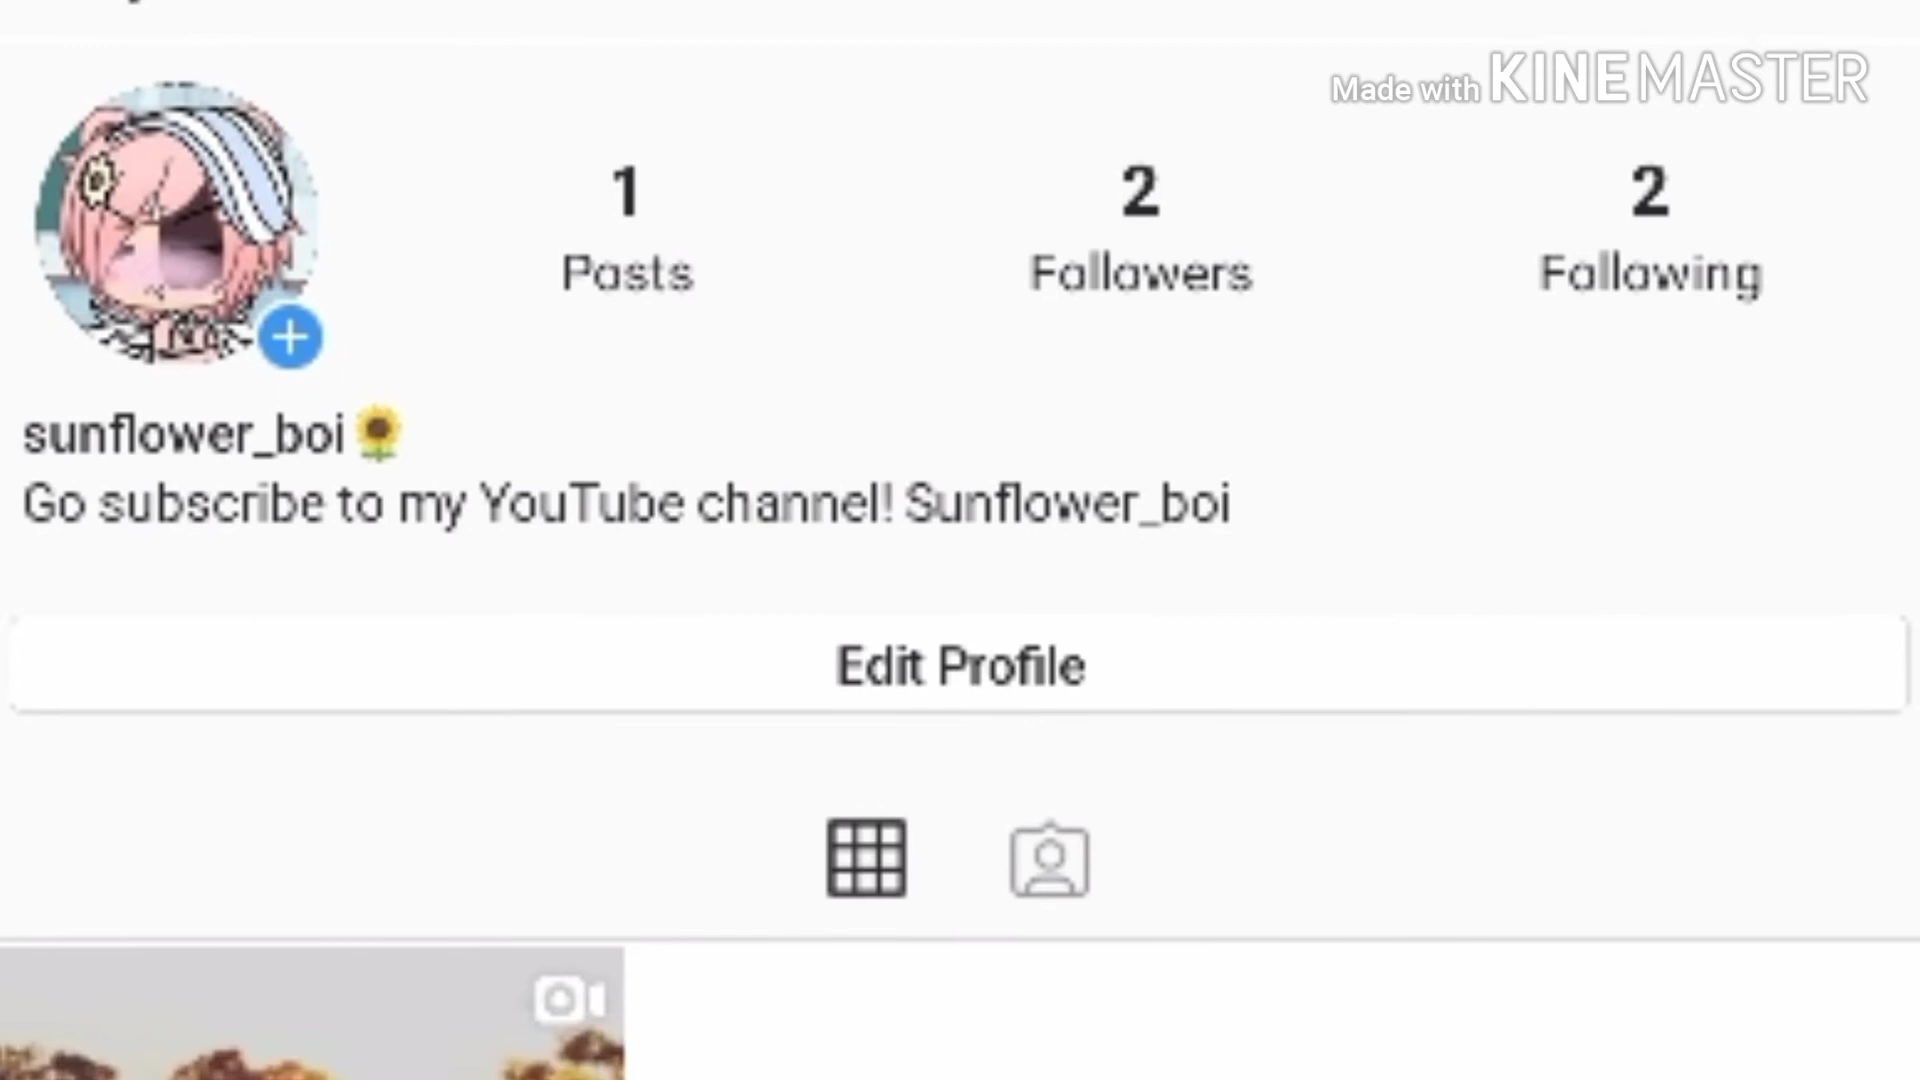 Made with KINEMASTER
1 2 2
Posts Followers Following
sunflower_boi🌻
Go subscribe to my YouTube channel! Sunflower_boi
Edit Profile